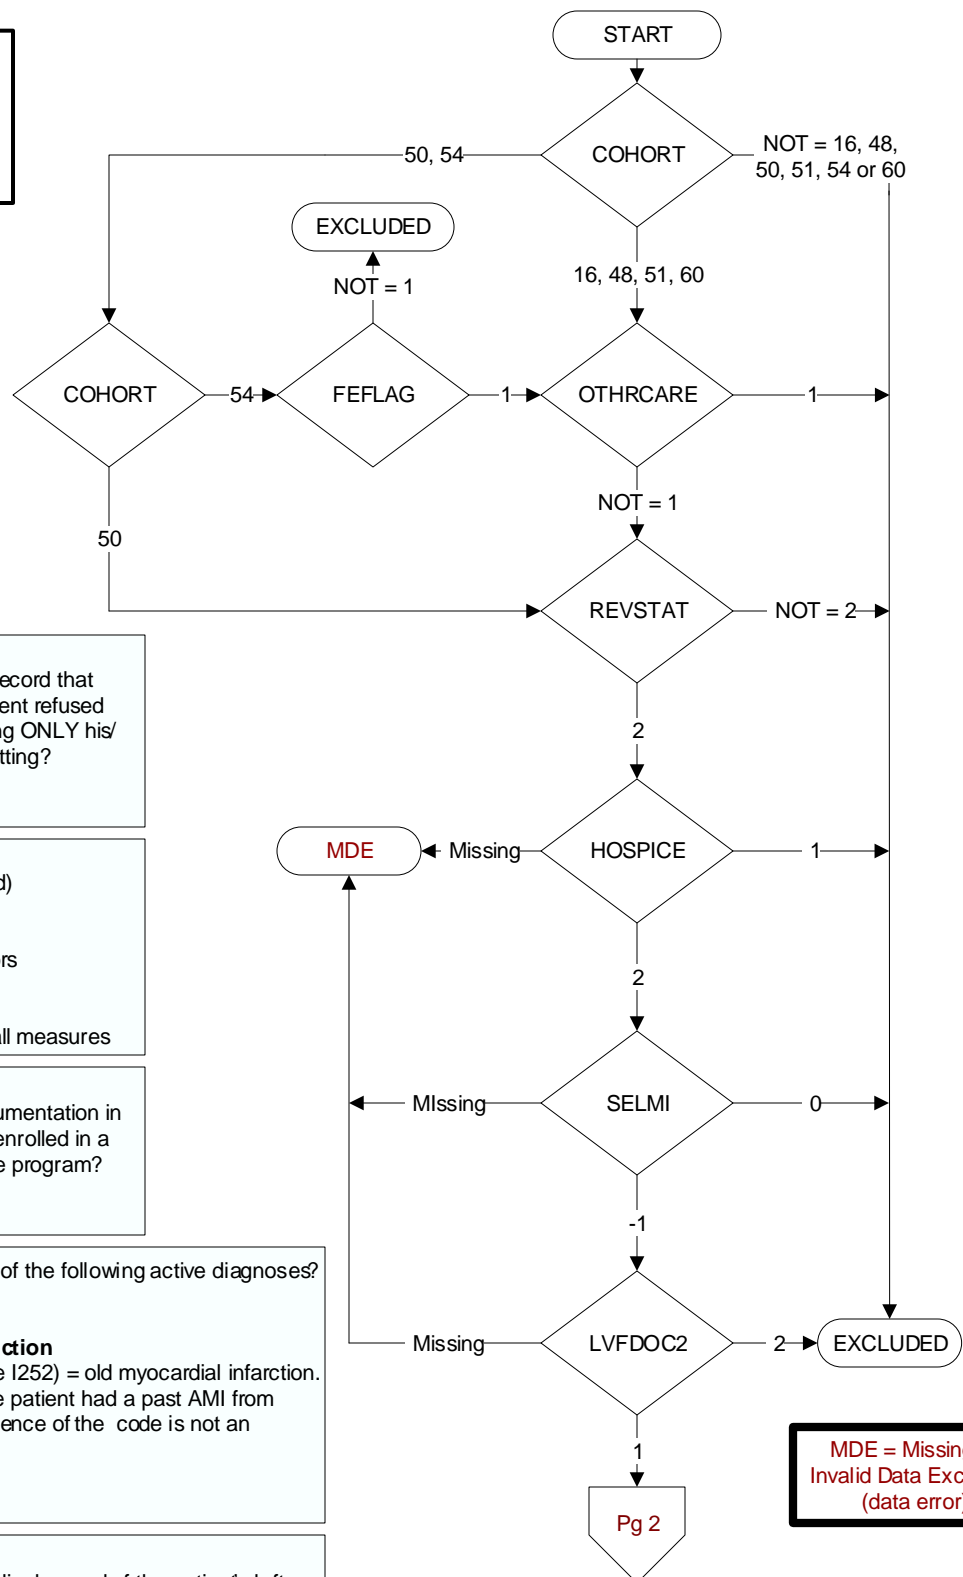 START
COHORT
50, 54
NOT = 16, 48,
50, 51, 54 or 60
EXCLUDED
NOT = 1
16, 48, 51, 60
COHORT
54
FEFLAG
1
OTHRCARE
1
NOT = 1
50
REVSTAT
NOT = 2
ecord that
ent refused
ng ONLY his/
tting?
2
MDE
Missing
HOSPICE
1
d)
rs
all measures
2
umentation in
enrolled in a
e program?
MIssing
SELMI
0
-1
of the following active diagnoses?
ction
e I252) = old myocardial infarction.
e patient had a past AMI from
ence of the code is not an
Missing
LVFDOC2
2
EXCLUDED
1
MDE = Missin
Invalid Data Exc
(data error)
Pg 2